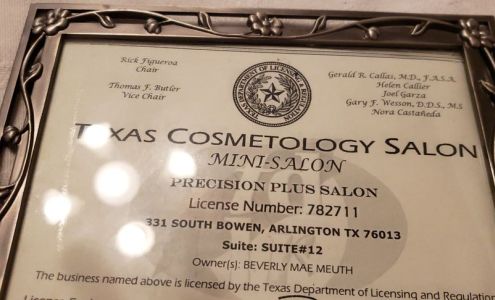 Rick Figueroa
Chair
Thomas F. Butler
Vice Chair
Gerald R. Callas, M.D., F.A.S.A.
Helen Callier
Joel Garza
Gary F. Wesson, D.D.S., M.S
Nora Castañeda
TEXAS COSMETOLOGY SALON
MINI-SALON
PRECISION PLUS SALON
License Number: 782711
331 SOUTH BOWEN, ARLINGTON TX 76013
Suite: SUITE#12
Owner(s): BEVERLY MAE MEUTH
The business named above is licensed by the Texas Department of Licensing and Regulation
License